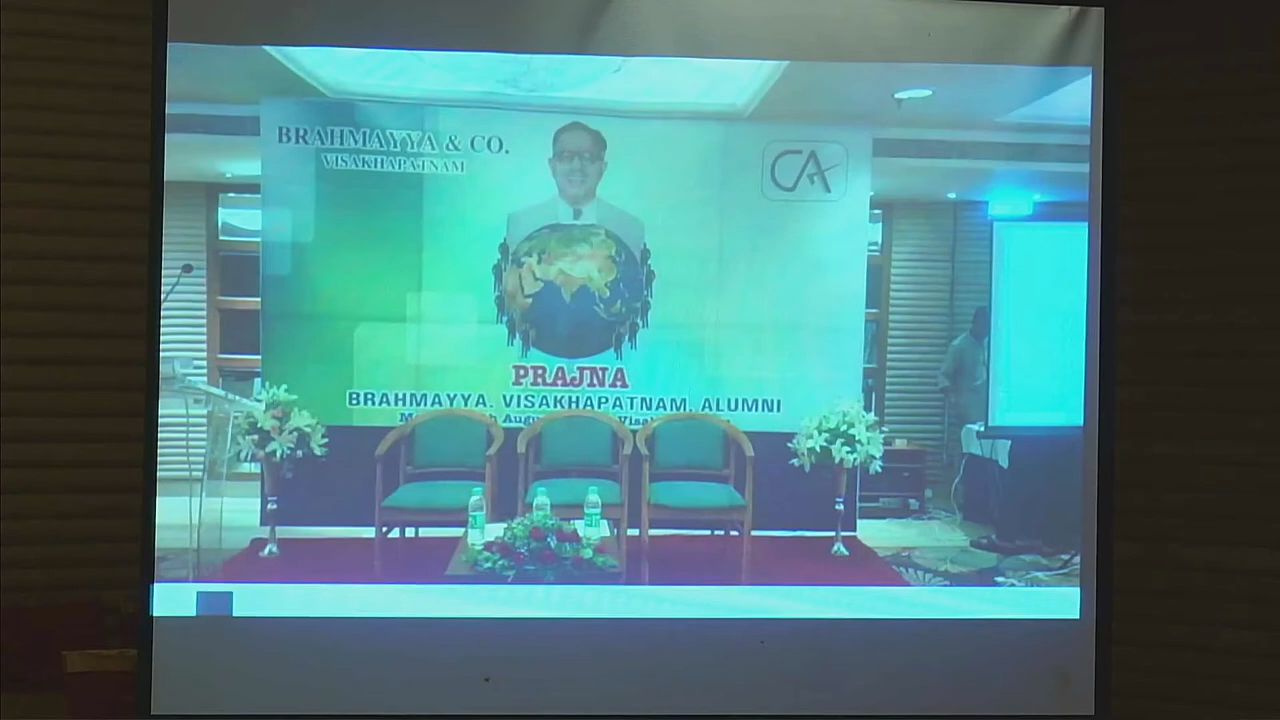 BRAHMAYYA & CO.
VISAKHAPATNAM
CA
PRAJNA
BRAHMAYYA, VISAKHAPATNAM, ALUMNI